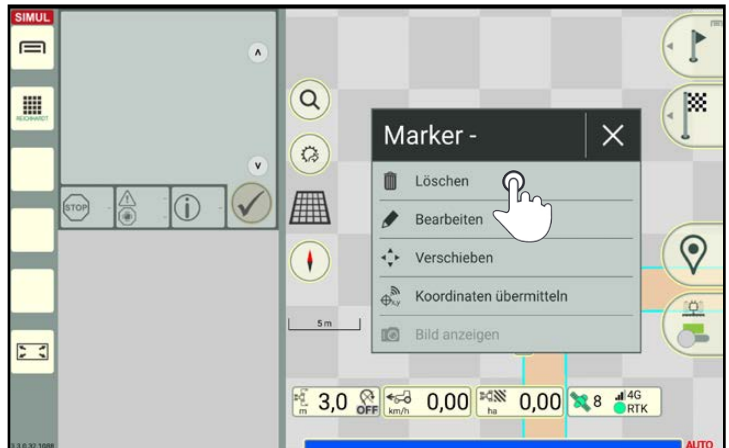 SIMUL
REICHHARDT
STOP
Marker -
Löschen
Bearbeiten
Verschieben
Koordinaten übermitteln
x,y
Bild anzeigen
5 m
m
3,0
OFF
km/h
0,00
ha
0,00
8
4G
RTK
AUTO